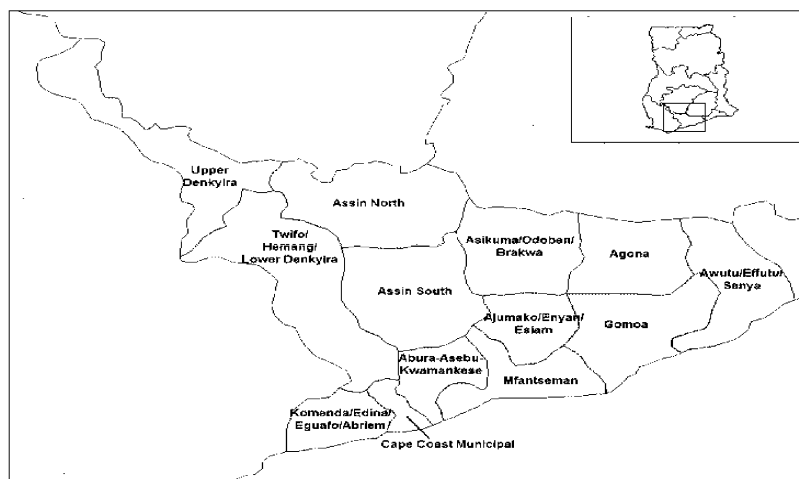 Upper
Denkyira
Assin North
Twifo/
Hemang/
Lower Denkyira
Asikuma/Odoben/
Brakwa
Agona
Awutu/Effutu/
Senya
Assin South
Ajumako/Enyan/
Esiam
Gomoa
Abura-Asebu-
Kwamankese
Mfantseman
Komenda/Edina/
Eguafo/Abriem/
Cape Coast Municipal